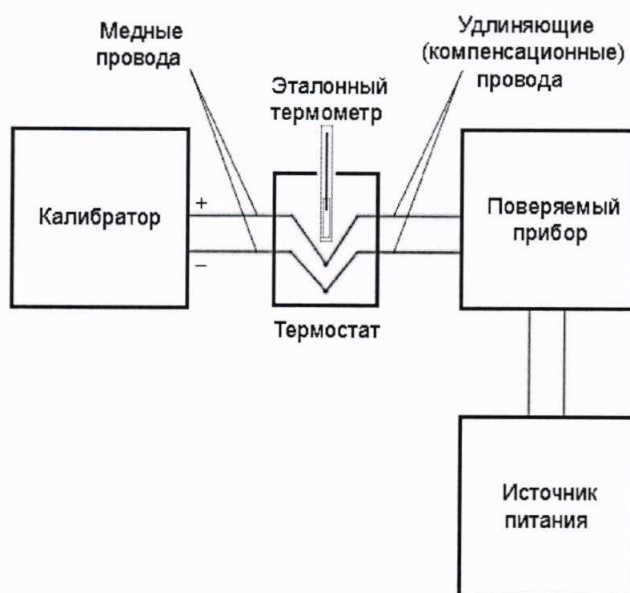 Медные
провода
Удлиняющие
(компенсационные)
провода
Эталонный
термометр
Калибратор
+
–
Поверяемый
прибор
Термостат
Источник
питания